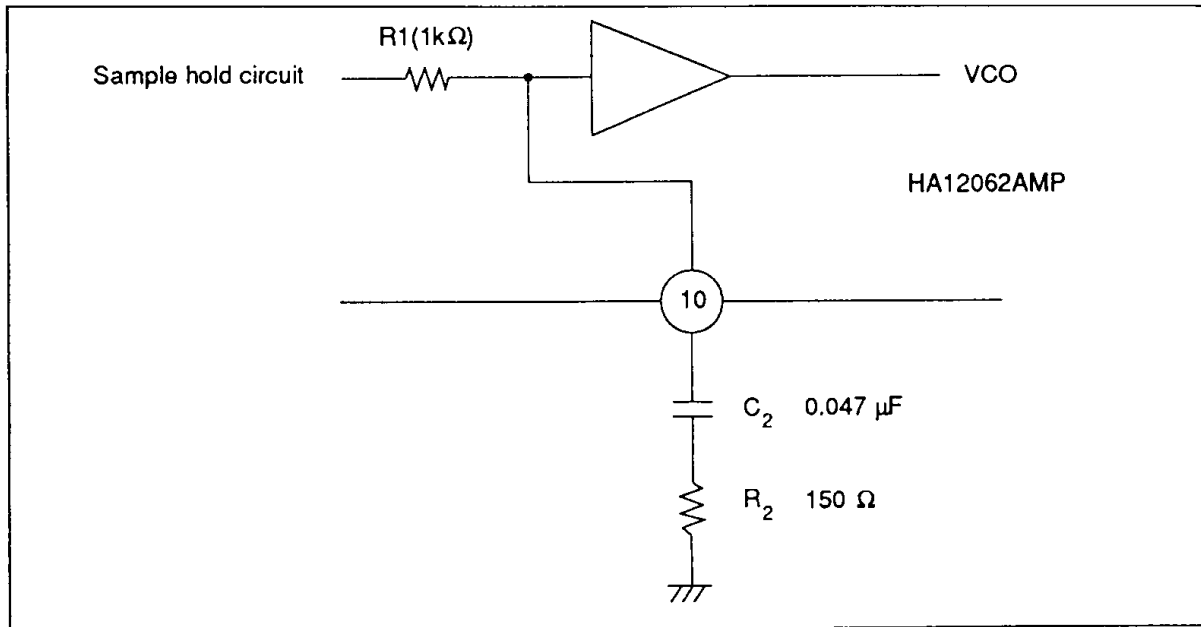 R1(1kΩ)
Sample hold circuit
VCO
HA12062AMP
10
C2 0.047 µF
R2 150 Ω